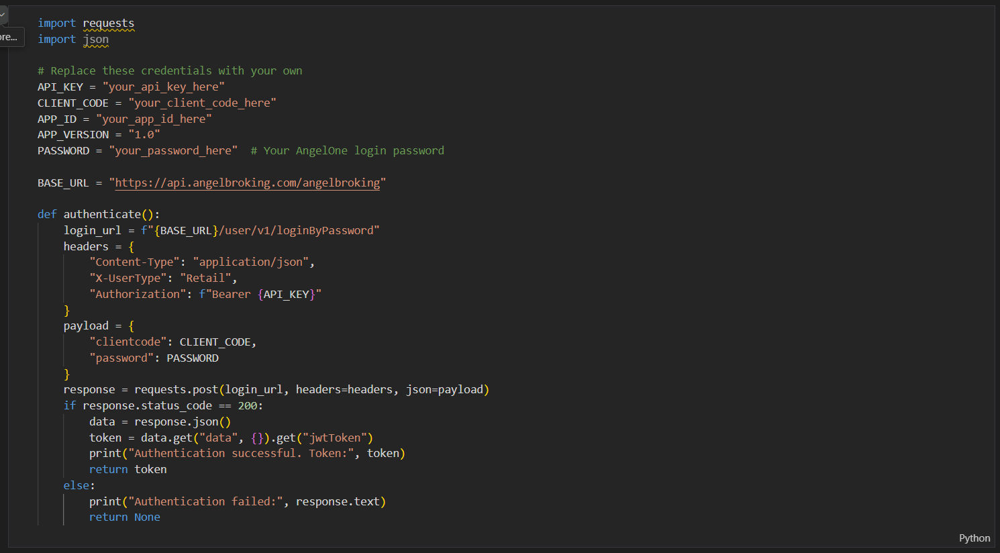 import requests
ore...
import json
# Replace these credentials with your own
API_KEY = "your_api_key_here"
CLIENT_CODE = "your_client_code_here"
APP_ID = "your_app_id_here"
APP_VERSION = "1.0"
PASSWORD = "your_password_here"  # Your AngelOne login password
BASE_URL = "https://api.angelbroking.com/angelbroking"
def authenticate():
    login_url = f"{BASE_URL}/user/v1/loginByPassword"
    headers = {
        "Content-Type": "application/json",
        "X-UserType": "Retail",
        "Authorization": f"Bearer {API_KEY}"
    }
    payload = {
        "clientcode": CLIENT_CODE,
        "password": PASSWORD
    }
    response = requests.post(login_url, headers=headers, json=payload)
    if response.status_code == 200:
        data = response.json()
        token = data.get("data", {}).get("jwtToken")
        print("Authentication successful. Token:", token)
        return token
    else:
        print("Authentication failed:", response.text)
        return None
Python